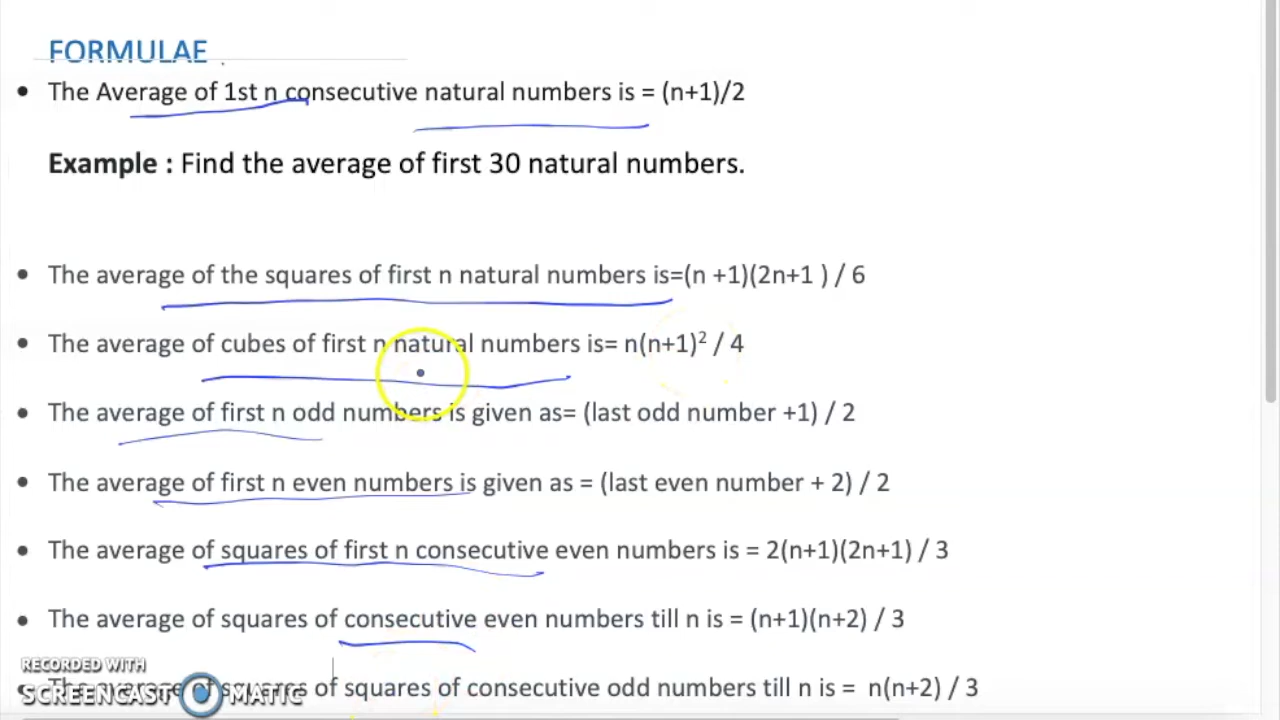 FORMULAE
• The Average of 1st n consecutive natural numbers is = (n+1)/2
Example : Find the average of first 30 natural numbers.
• The average of the squares of first n natural numbers is=(n +1)(2n+1 ) / 6
• The average of cubes of first n natural numbers is= n(n+1)² / 4
• The average of first n odd numbers is given as= (last odd number +1) / 2
• The average of first n even numbers is given as = (last even number + 2) / 2
• The average of squares of first n consecutive even numbers is = 2(n+1)(2n+1) / 3
• The average of squares of consecutive even numbers till n is = (n+1)(n+2) / 3
• The average of squares of consecutive odd numbers till n is = n(n+2) / 3
RECORDED WITH
SCREENCAST MATIC